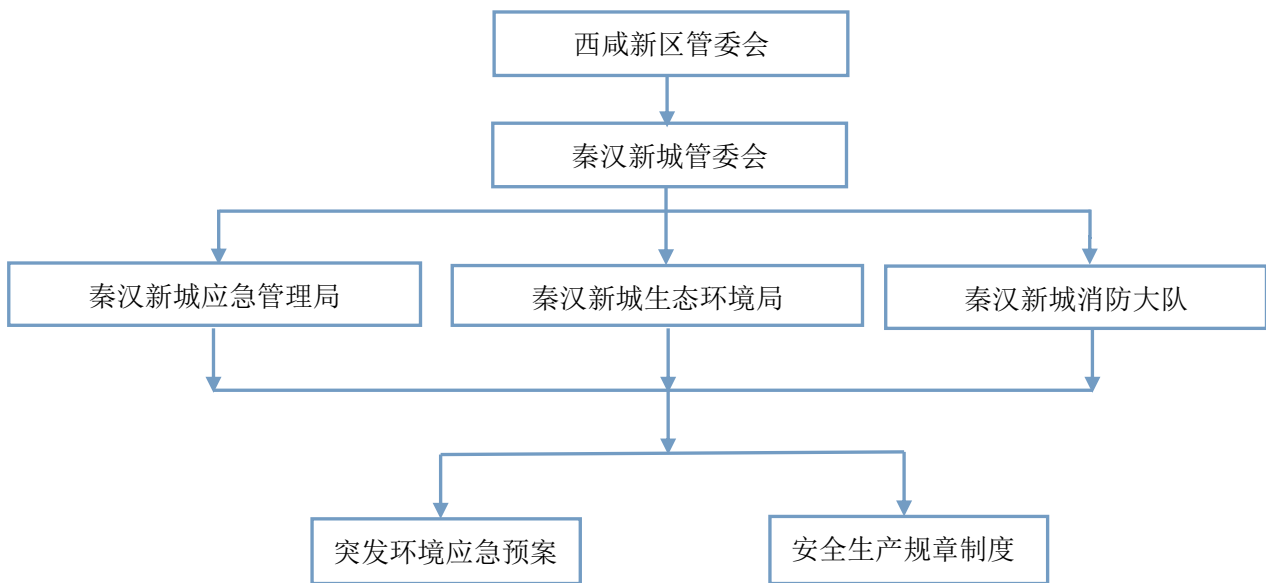 西咸新区管委会
秦汉新城管委会
秦汉新城应急管理局
秦汉新城生态环境局
秦汉新城消防大队
突发环境应急预案
安全生产规章制度